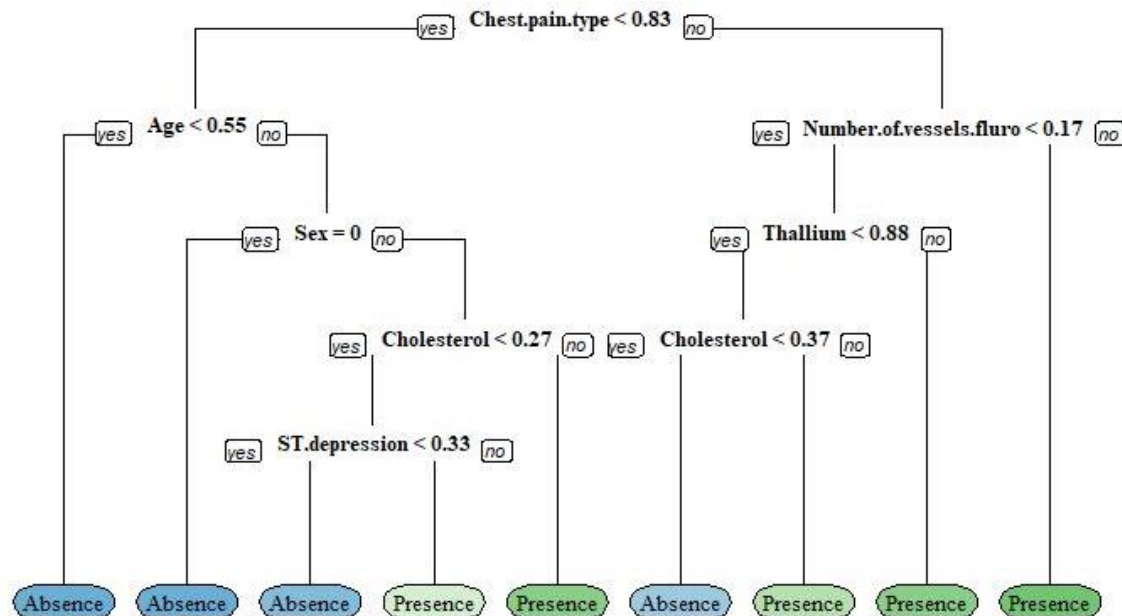 yes Chest.pain.type < 0.83 no
yes Age < 0.55 no yes Number.of.vessels.fluro < 0.17 no
yes Sex = 0 no yes Thallium < 0.88 no
yes Cholesterol < 0.27 no yes Cholesterol < 0.37 no
yes ST.depression < 0.33 no
Absence Absence Absence Presence Presence Absence Presence Presence Presence